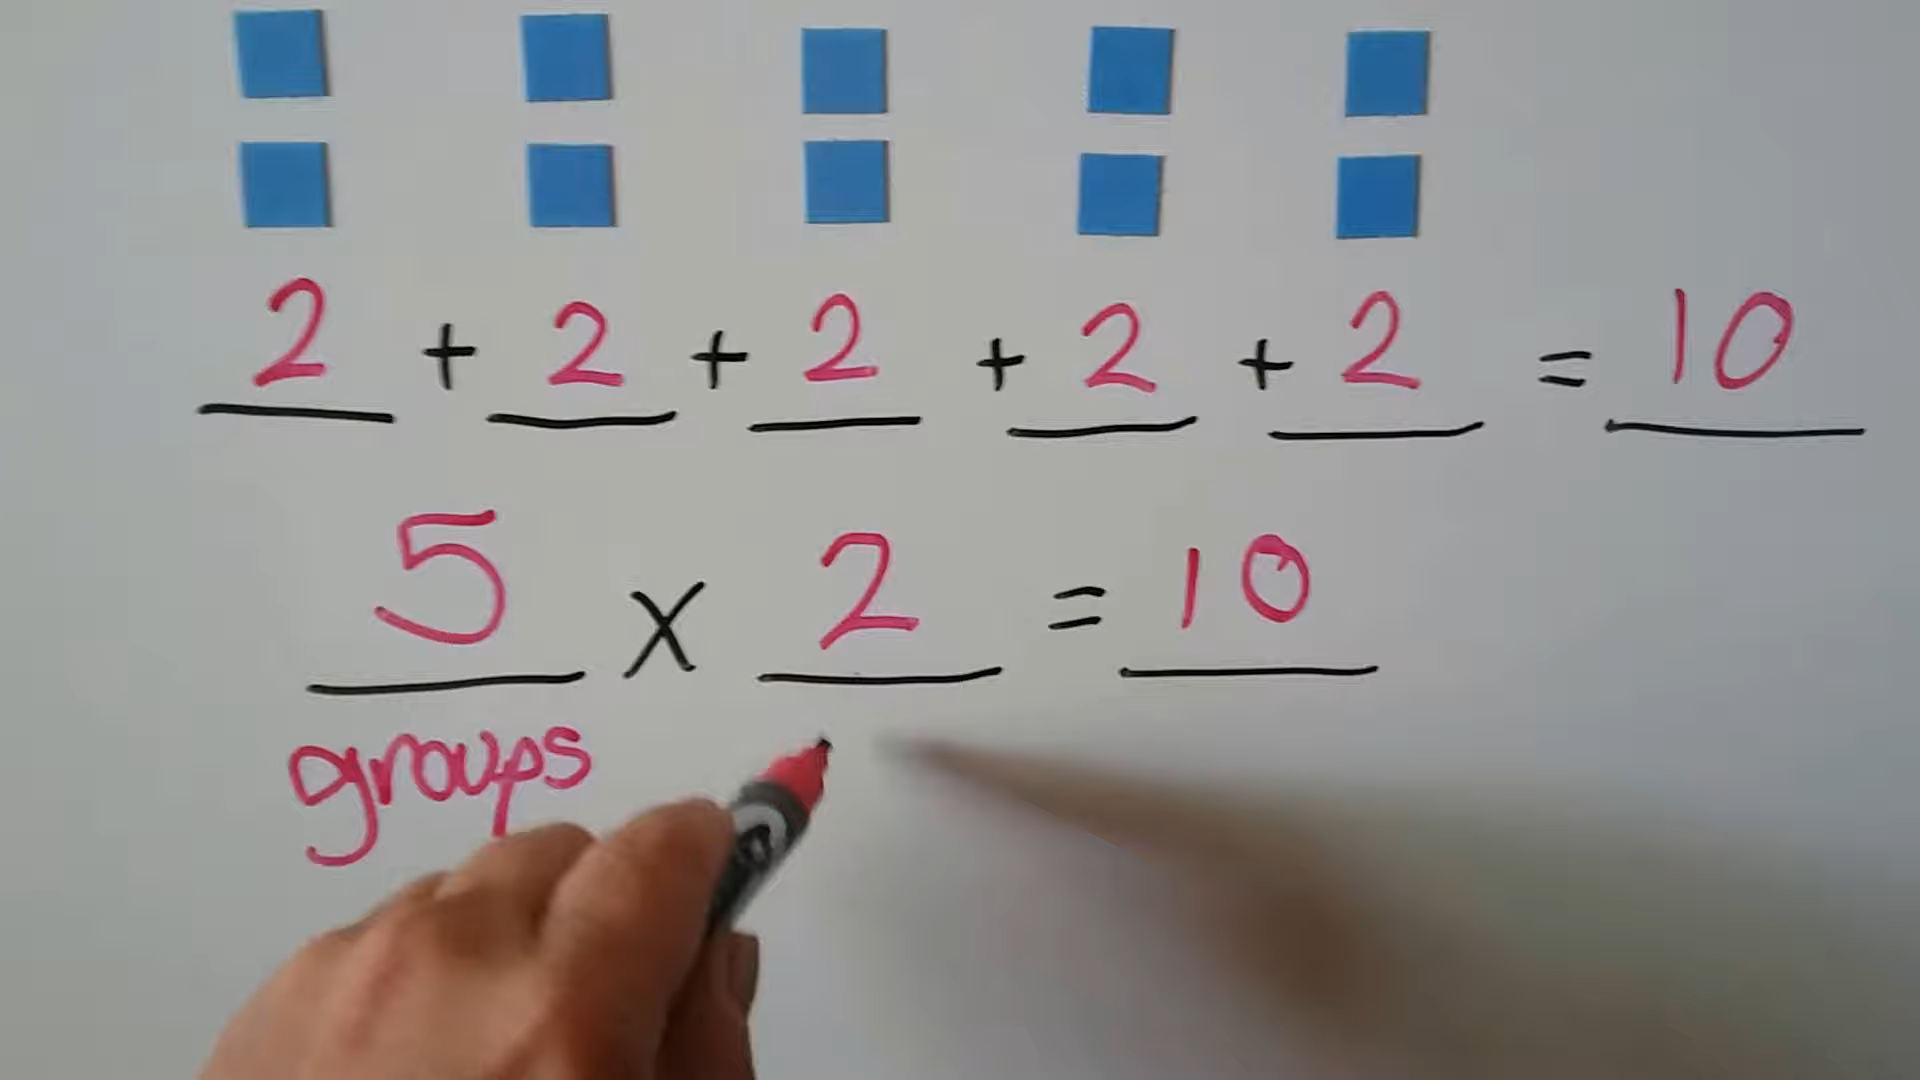 2 + 2 + 2 + 2 + 2 = 10
5 x 2 = 10
groups